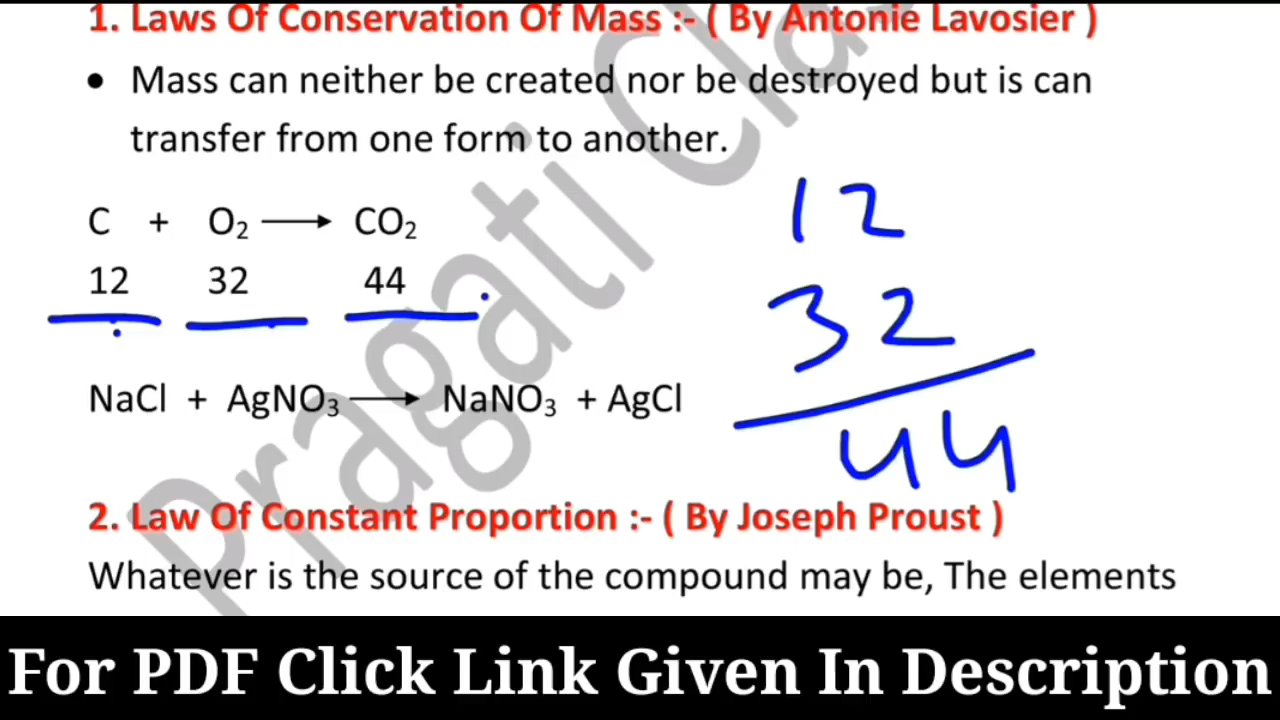 1. Laws Of Conservation Of Mass :- ( By Antonie Lavosier )
• Mass can neither be created nor be destroyed but is can
transfer from one form to another.
C + O₂ ⟶ CO₂
12 32 44
12
32
44
NaCl + AgNO₃ ⟶ NaNO₃ + AgCl
2. Law Of Constant Proportion :- ( By Joseph Proust )
Whatever is the source of the compound may be, The elements
For PDF Click Link Given In Description
Pragati Cla